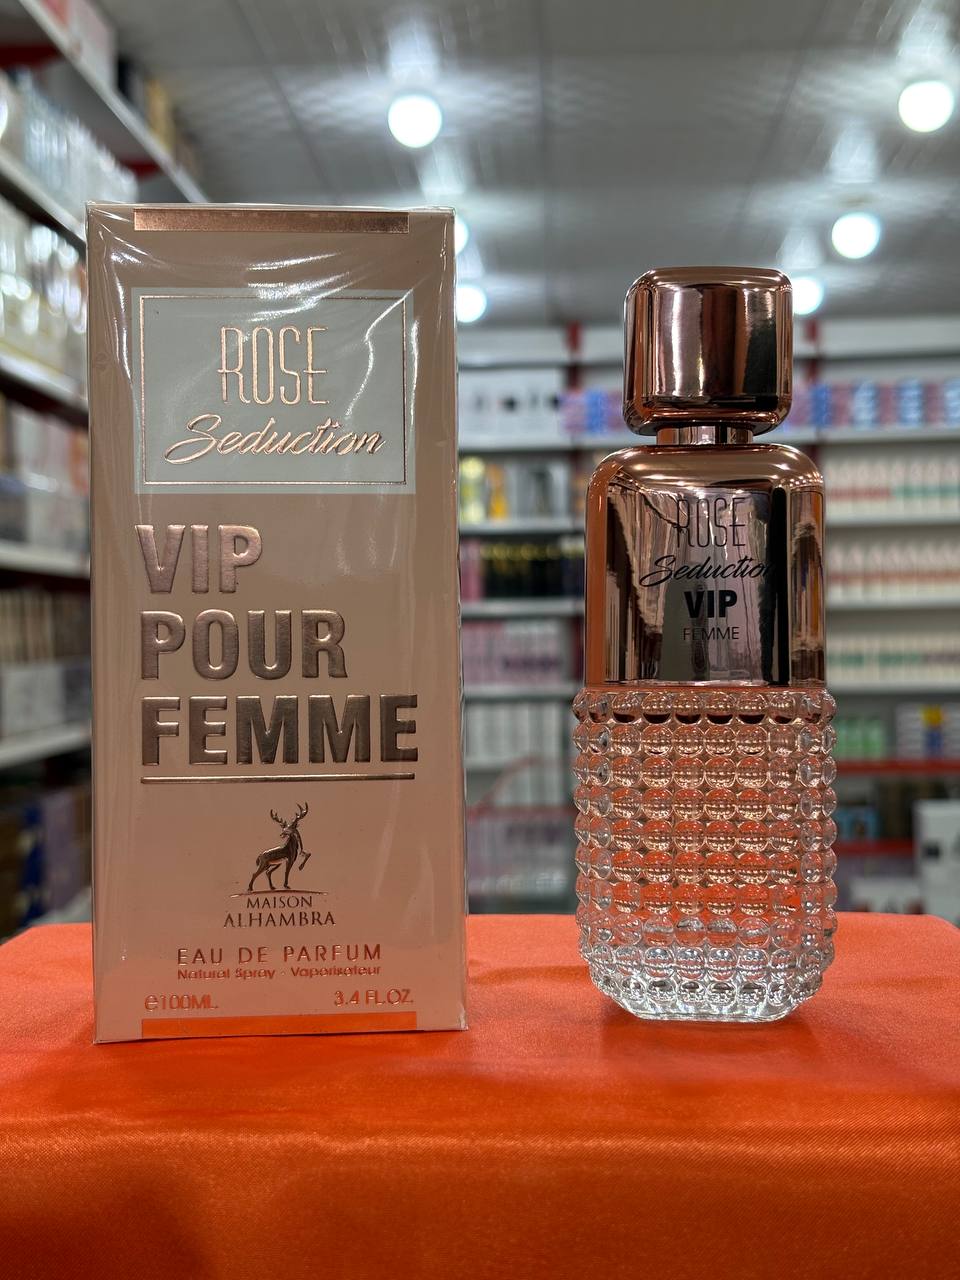 ROSE
Seduction
VIP
POUR
FEMME
MAISON
ALHAMBRA
EAU DE PARFUM
Natural Spray - Vaporisateur
e100ML.
3.4 FL.OZ.
ROSE
Seduction
VIP
FEMME